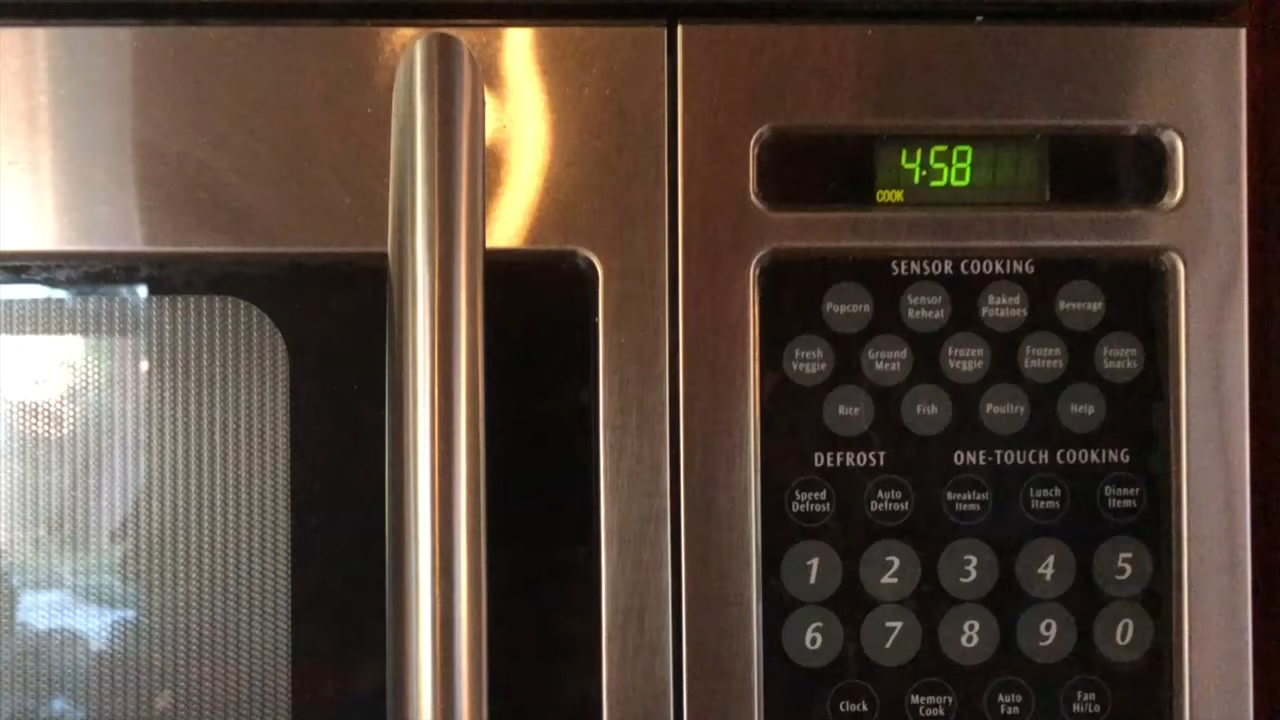 4:58
COOK
SENSOR COOKING
Popcorn
Sensor Reheat
Baked Potatoes
Beverage
Fresh Veggie
Ground Meat
Frozen Veggie
Frozen Entrees
Frozen Snacks
Rice
Fish
Poultry
Help
DEFROST
ONE-TOUCH COOKING
Speed Defrost
Auto Defrost
Breakfast Items
Lunch Items
Dinner Items
1 2 3 4 5
6 7 8 9 0
Clock
Memory Cook
Auto Fan
Fan Hi/Lo